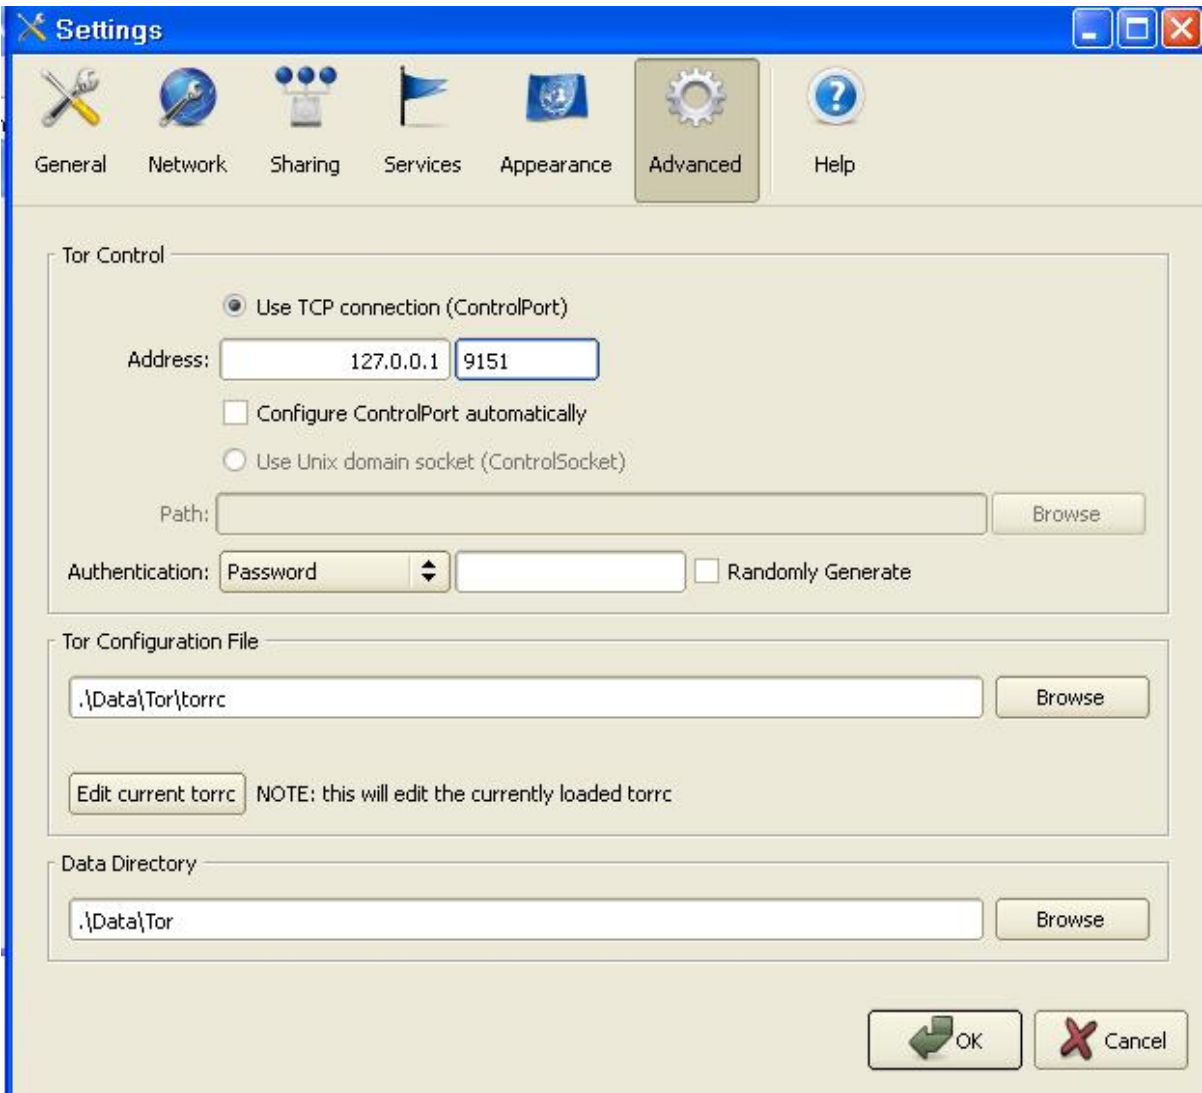 Settings
General Network Sharing Services Appearance Advanced Help
Tor Control
Use TCP connection (ControlPort)
Address: 127.0.0.1 9151
Configure ControlPort automatically
Use Unix domain socket (ControlSocket)
Path: Browse
Authentication: Password Randomly Generate
Tor Configuration File
.\Data\Tor\torrc Browse
Edit current torrc NOTE: this will edit the currently loaded torrc
Data Directory
.\Data\Tor Browse
OK Cancel